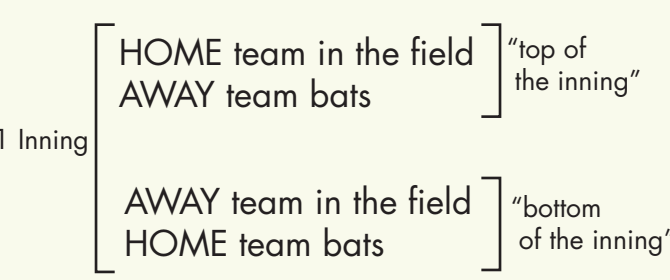 HOME team in the field
AWAY team bats
“top of
the inning”
1 Inning
AWAY team in the field
HOME team bats
“bottom
of the inning”